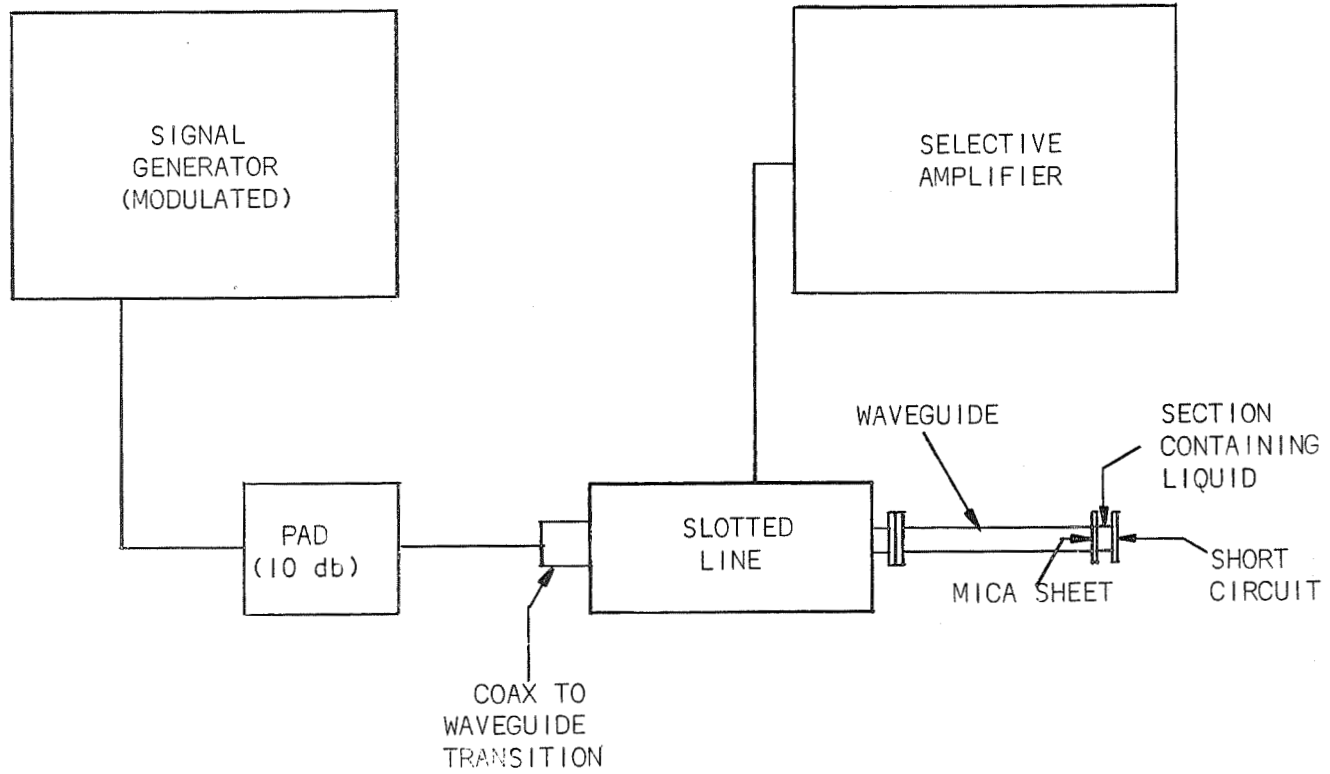 SIGNAL
GENERATOR
(MODULATED)
SELECTIVE
AMPLIFIER
WAVEGUIDE
SECTION
CONTAINING
LIQUID
PAD
(10 db)
SLOTTED
LINE
MICA SHEET
SHORT
CIRCUIT
COAX TO
WAVEGUIDE
TRANSITION